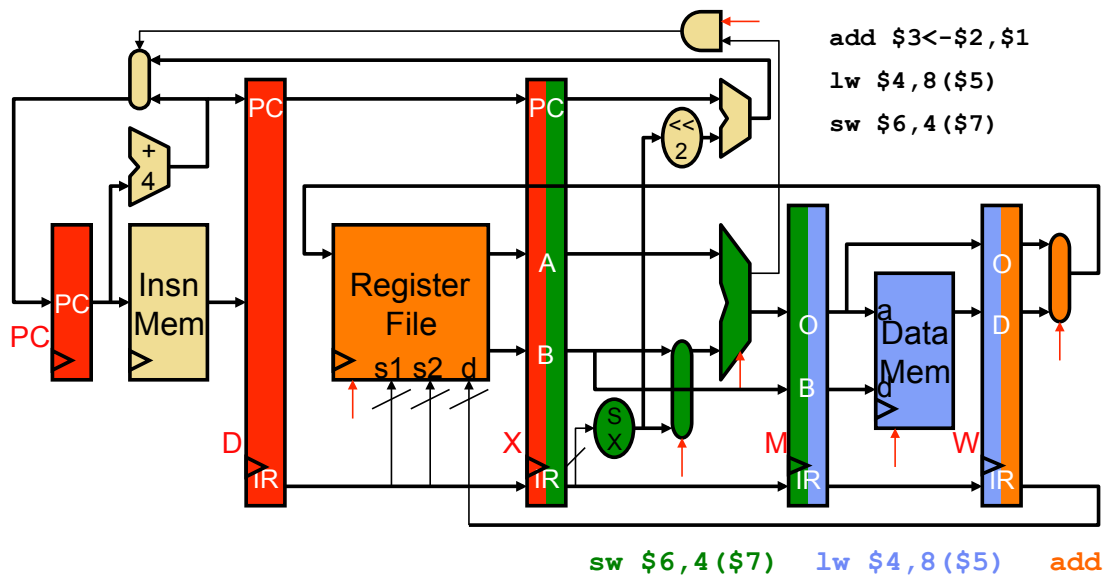 add $3<-$2,$1
lw $4,8($5)
sw $6,4($7)
PC
PC
<<
2
+
4
PC
Insn
Mem
PC
Register
File
s1 s2 d
A
B
S
X
O
B
a
Data
Mem
d
O
D
D
X
M
W
IR
IR
IR
IR
sw $6,4($7)
lw $4,8($5)
add